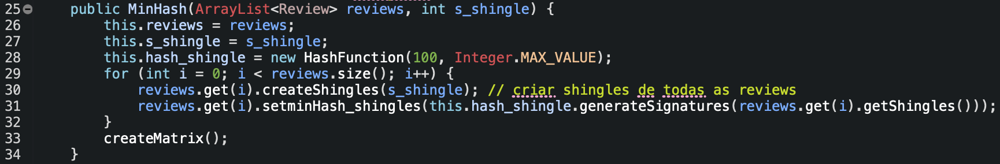 25 public MinHash(ArrayList<Review> reviews, int s_shingle) {
26 this.reviews = reviews;
27 this.s_shingle = s_shingle;
28 this.hash_shingle = new HashFunction(100, Integer.MAX_VALUE);
29 for (int i = 0; i < reviews.size(); i++) {
30 reviews.get(i).createShingles(s_shingle); // criar shingles de todas as reviews
31 reviews.get(i).setminHash_shingles(this.hash_shingle.generateSignatures(reviews.get(i).getShingles()));
32 }
33 createMatrix();
34 }